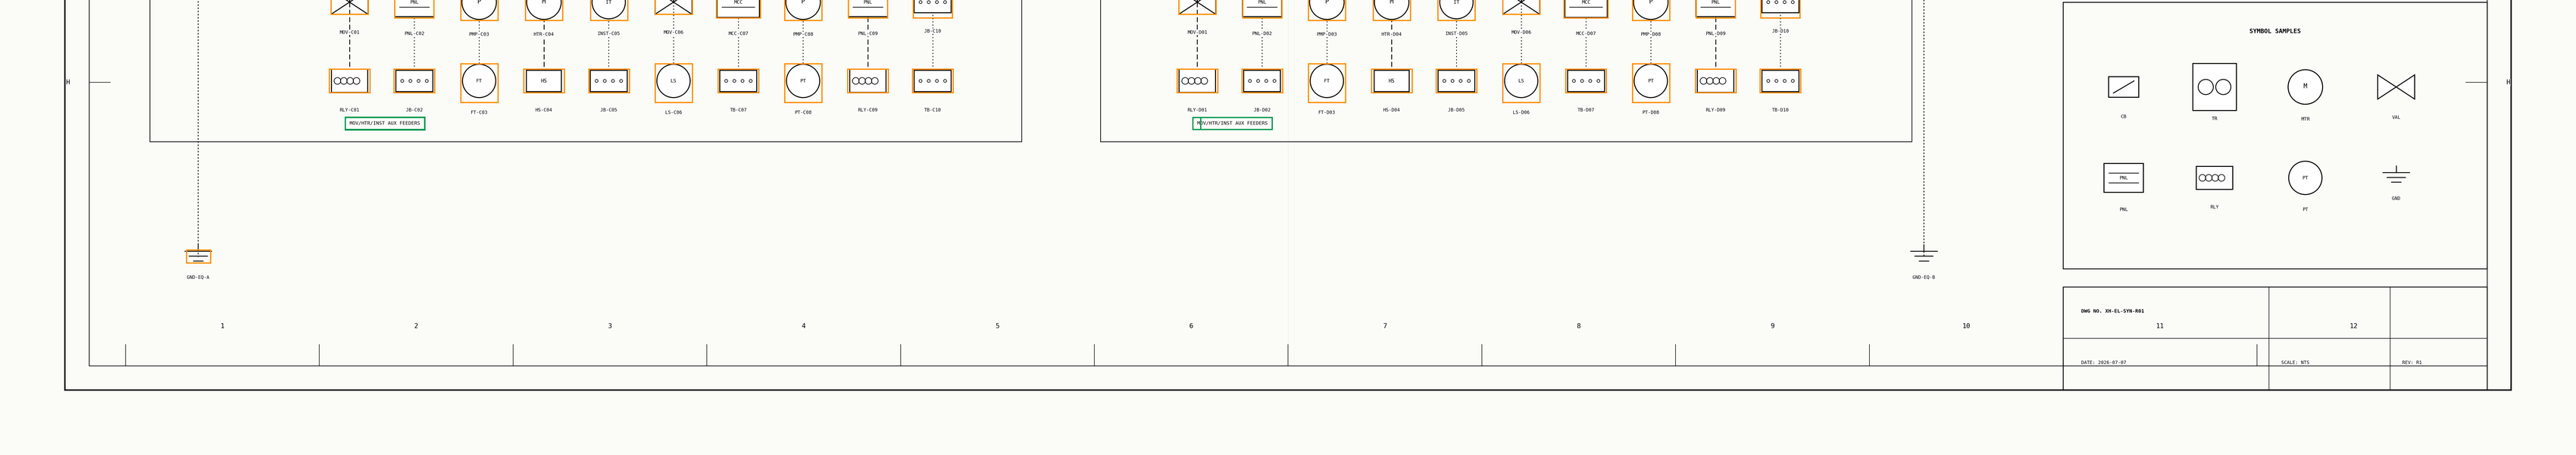 PNL P M IT MCC P PNL
PNL P M IT MCC P PNL
MOV-C01 PNL-C02 PMP-C03 HTR-C04 INST-C05 MOV-C06 MCC-C07 PMP-C08 PNL-C09 JB-C10
MOV-D01 PNL-D02 PMP-D03 HTR-D04 INST-D05 MOV-D06 MCC-D07 PMP-D08 PNL-D09 JB-D10
SYMBOL SAMPLES
H
FT HS LS PT
FT HS LS PT
H
M
RLY-C01 JB-C02 FT-C03 HS-C04 JB-C05 LS-C06 TB-C07 PT-C08 RLY-C09 TB-C10
RLY-D01 JB-D02 FT-D03 HS-D04 JB-D05 LS-D06 TB-D07 PT-D08 RLY-D09 TB-D10
CB TR MTR VAL
MOV/HTR/INST AUX FEEDERS
MOV/HTR/INST AUX FEEDERS
PNL PT
PNL RLY PT GND
GND-EQ-A
GND-EQ-B
DWG NO. XH-EL-SYN-R01
1 2 3 4 5 6 7 8 9 10 11 12
DATE: 2026-07-07
SCALE: NTS
REV: R1